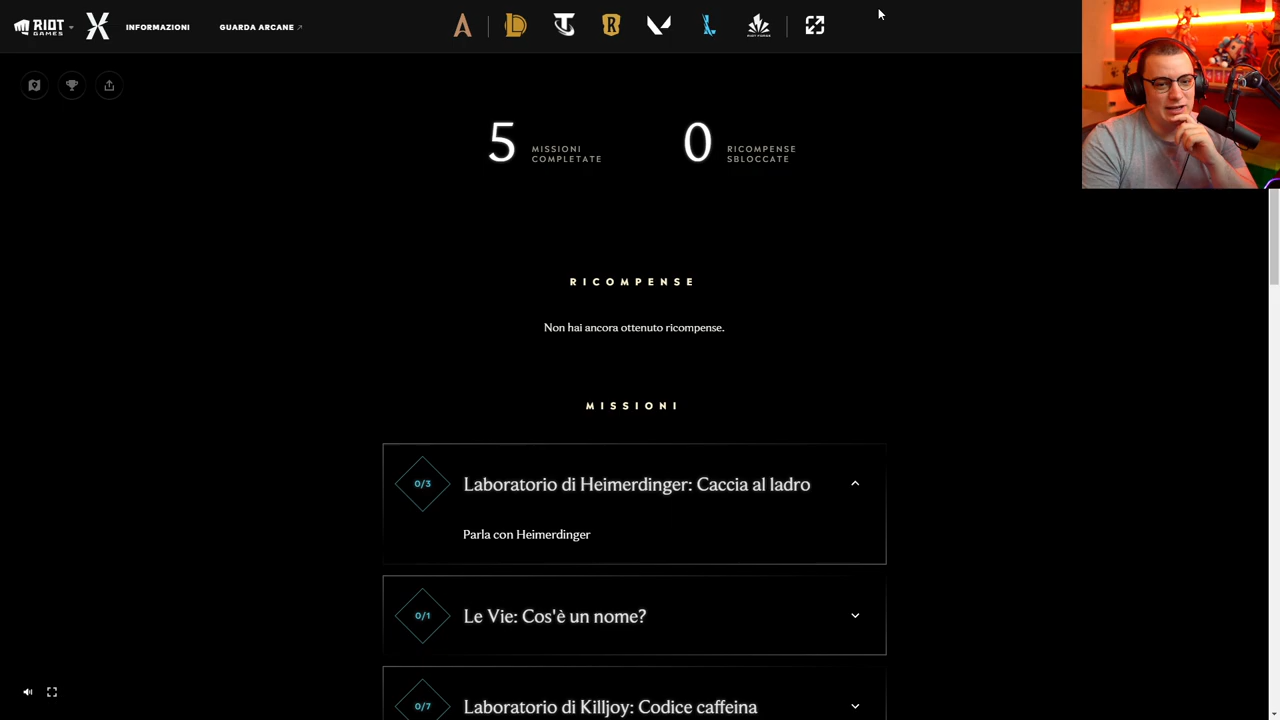 RIOT GAMES
INFORMAZIONI
GUARDA ARCANE
5 MISSIONI COMPLETATE
0 RICOMPENSE SBLOCCATE
RICOMPENSE
Non hai ancora ottenuto ricompense.
MISSIONI
0/3 Laboratorio di Heimerdinger: Caccia al ladro
Parla con Heimerdinger
0/1 Le Vie: Cos'è un nome?
0/7 Laboratorio di Killjoy: Codice caffeina